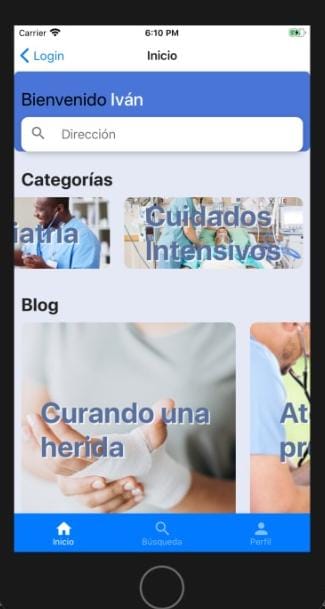 Carrier 6:10 PM
Login Inicio
Bienvenido Iván
Dirección
Categorías
iatría
Cuidados
Intensivos
Blog
Curando una
herida
At
pr
Inicio Búsqueda Perfil